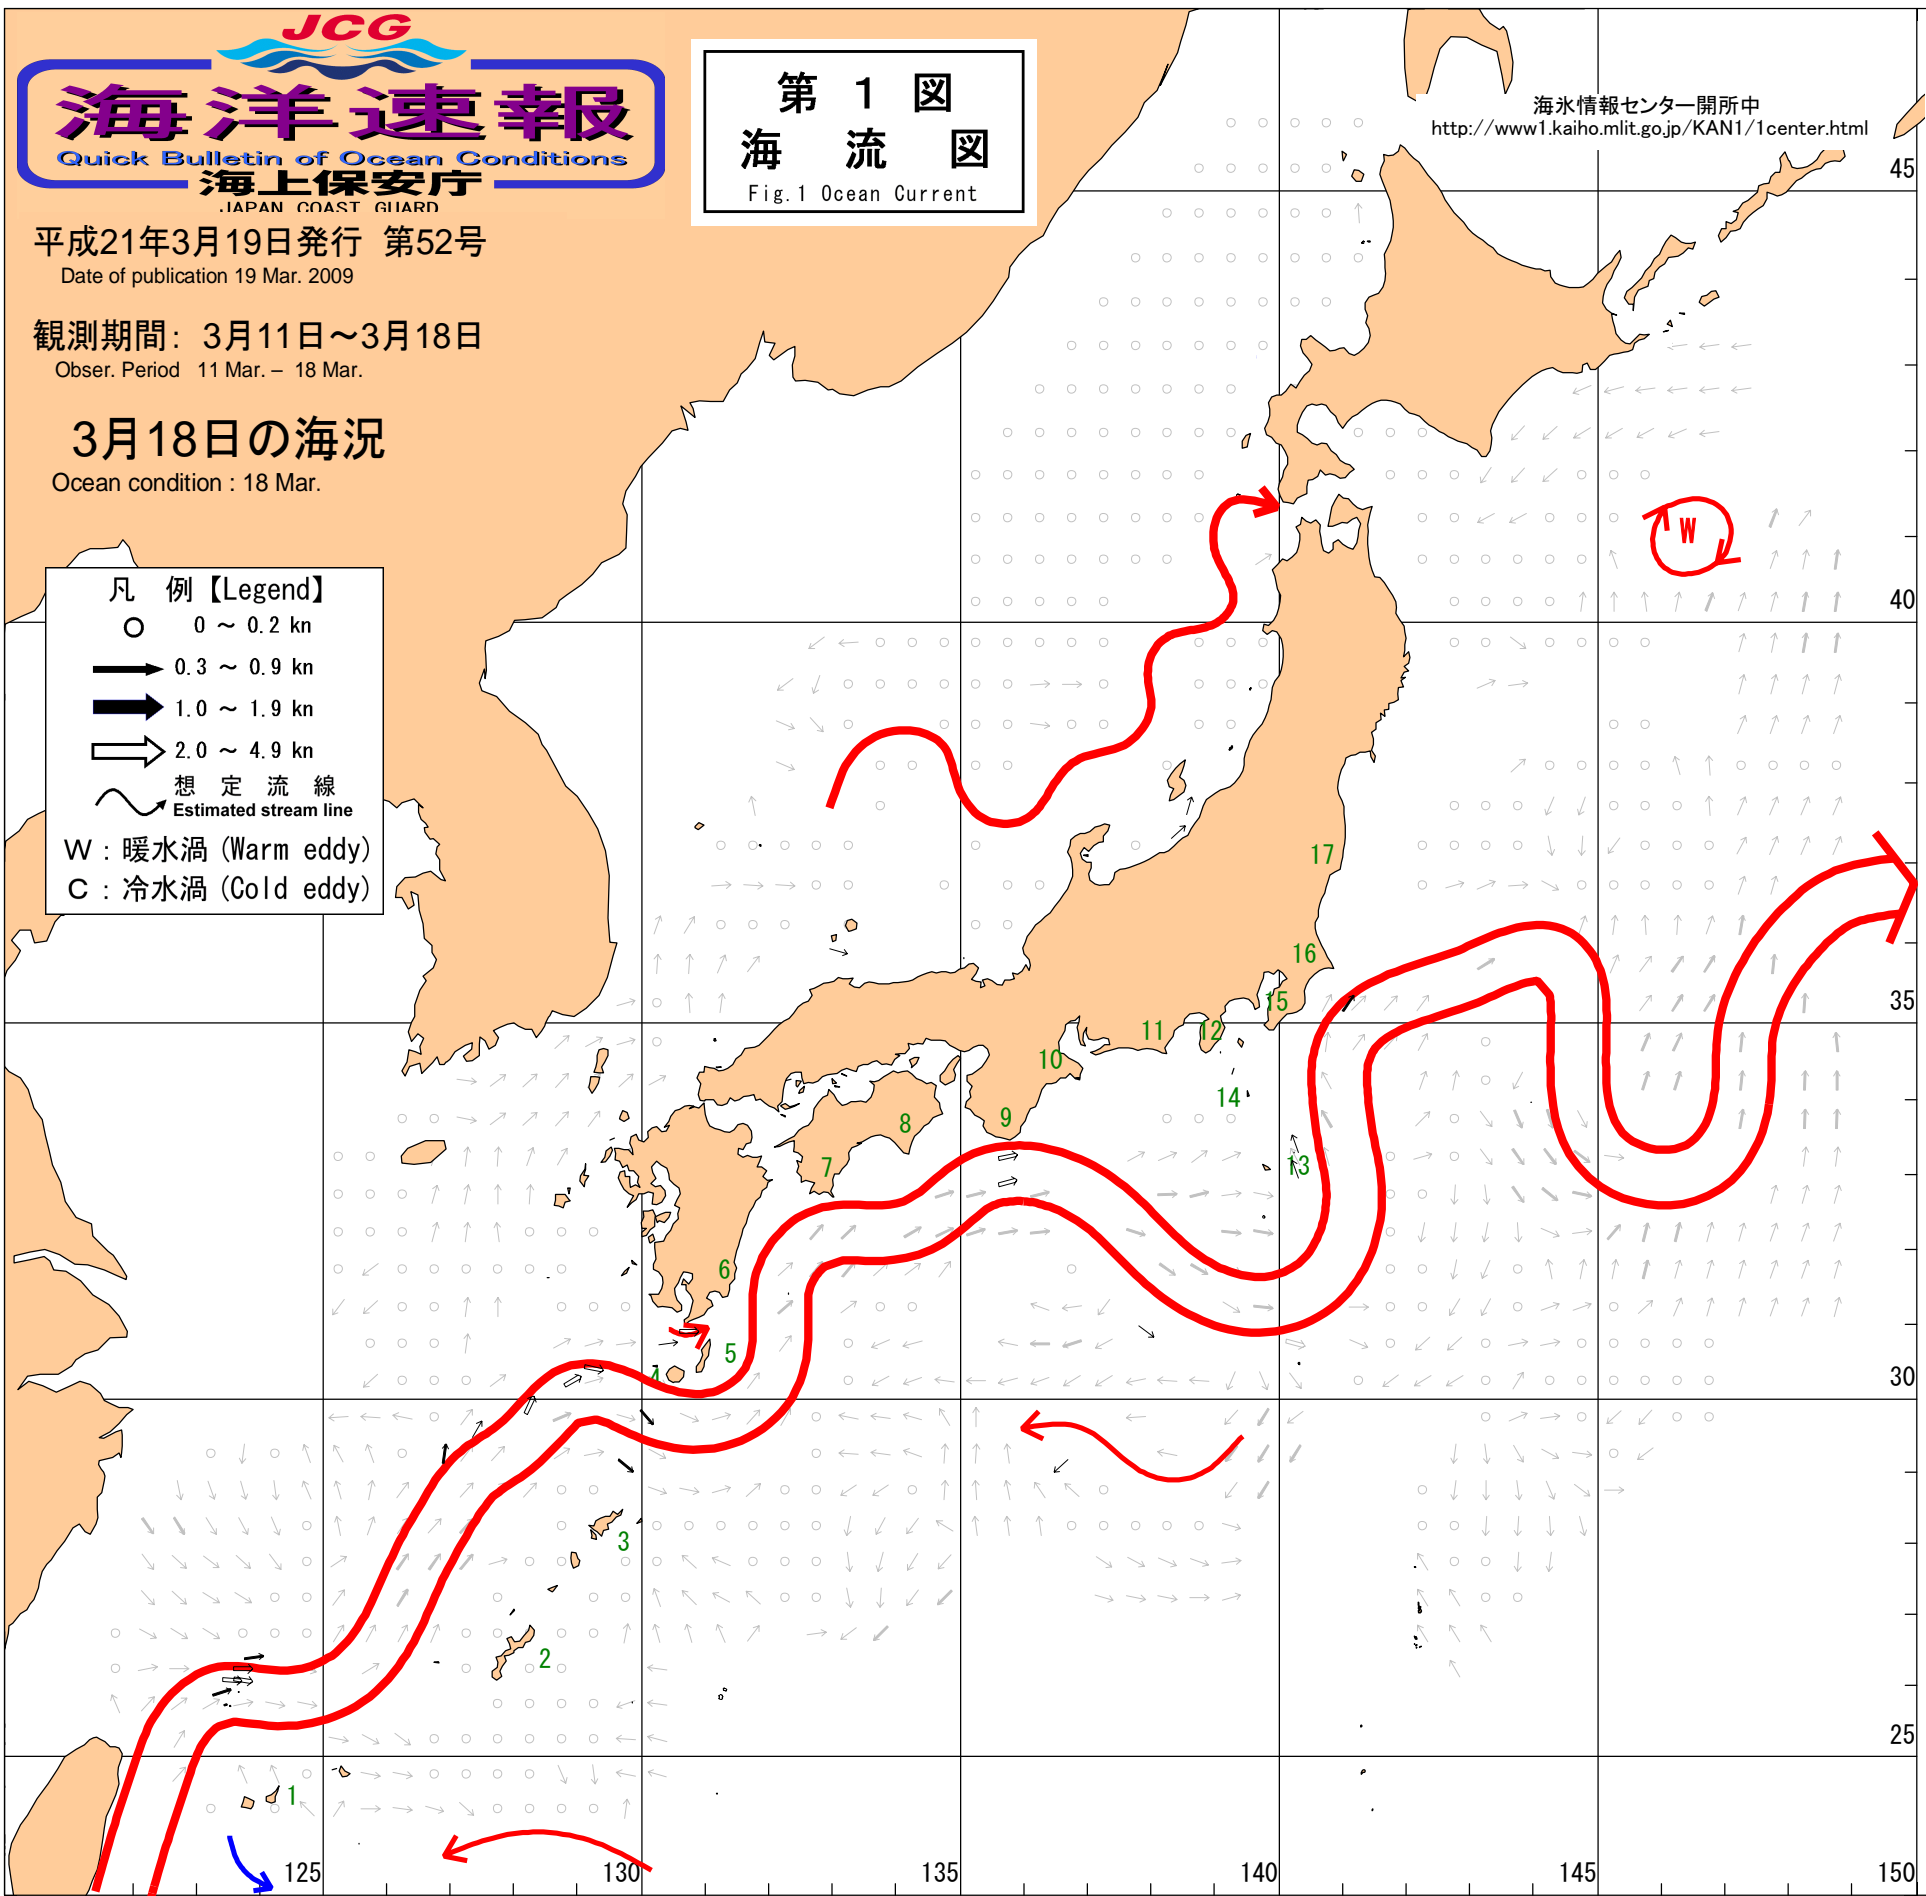 JCG
海洋速報
Quick Bulletin of Ocean Conditions
海上保安庁
JAPAN COAST GUARD
平成21年3月19日発行 第52号
Date of publication 19 Mar. 2009
観測期間: 3月11日～3月18日
Obser. Period 11 Mar. – 18 Mar.
3月18日の海況
Ocean condition : 18 Mar.
第 1 図
海 流 図
Fig.1 Ocean Current
海氷情報センター開所中
http://www1.kaiho.mlit.go.jp/KAN1/1center.html
凡 例【Legend】
0 ～ 0.2 kn
0.3 ～ 0.9 kn
1.0 ～ 1.9 kn
2.0 ～ 4.9 kn
想 定 流 線
Estimated stream line
W : 暖水渦 (Warm eddy)
C : 冷水渦 (Cold eddy)
45
W
40
17
16
15
35
11
12
10
14
9
8
13
7
6
5
4
30
3
2
25
1
125
130
135
140
145
150